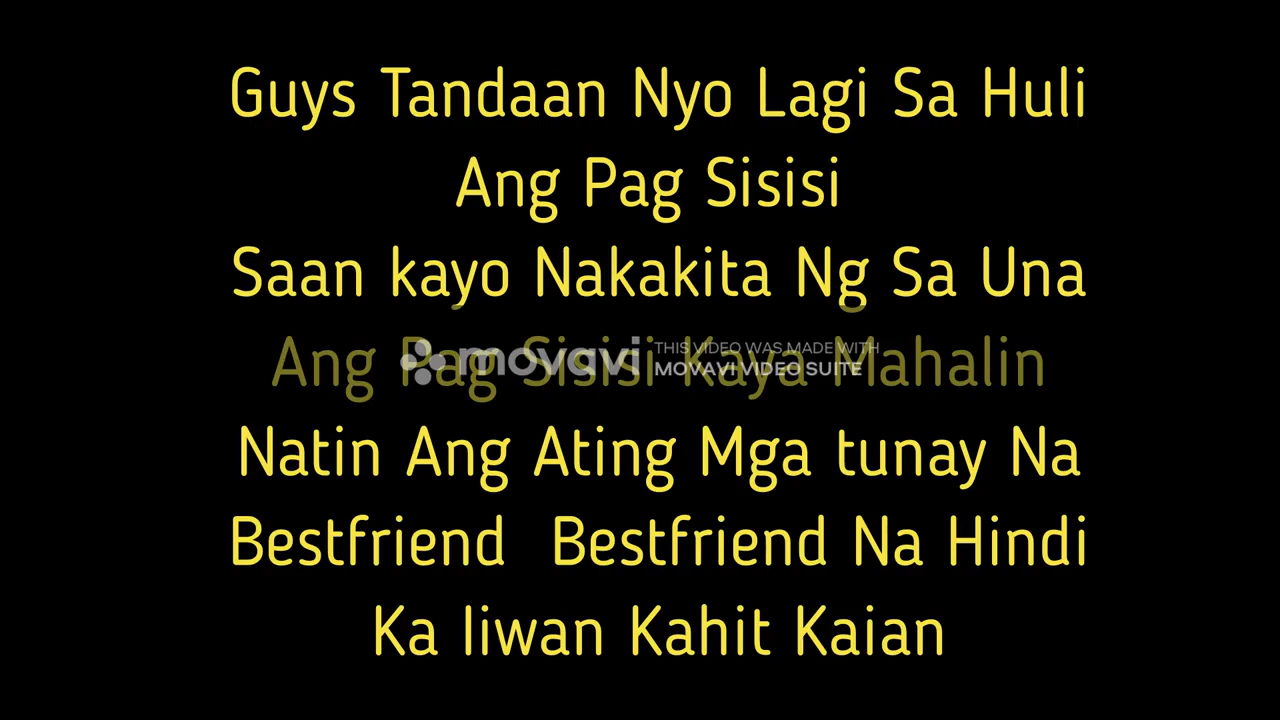 Guys Tandaan Nyo Lagi Sa Huli
Ang Pag Sisisi
Saan kayo Nakakita Ng Sa Una
Ang Pag Sisisi Kaya Mahalin
movavi THIS VIDEO WAS MADE WITH
MOVAVI VIDEO SUITE
Natin Ang Ating Mga tunay Na
Bestfriend Bestfriend Na Hindi
Ka Iiwan Kahit Kaian